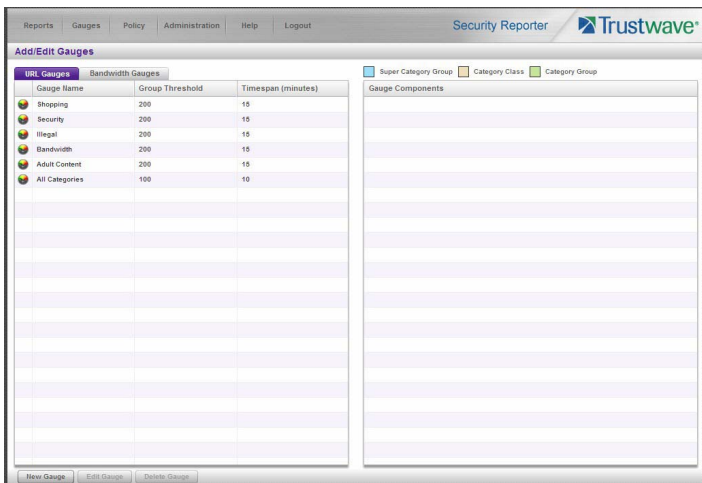 Reports Gauges Policy Administration Help Logout
Security Reporter
Trustwave®
Add/Edit Gauges
URL Gauges Bandwidth Gauges
Super Category Group Category Class Category Group
Gauge Name Group Threshold Timespan (minutes)
Gauge Components
Shopping 200 15
Security 200 15
Illegal 200 15
Bandwidth 200 15
Adult Content 200 15
All Categories 100 10
New Gauge Edit Gauge Delete Gauge